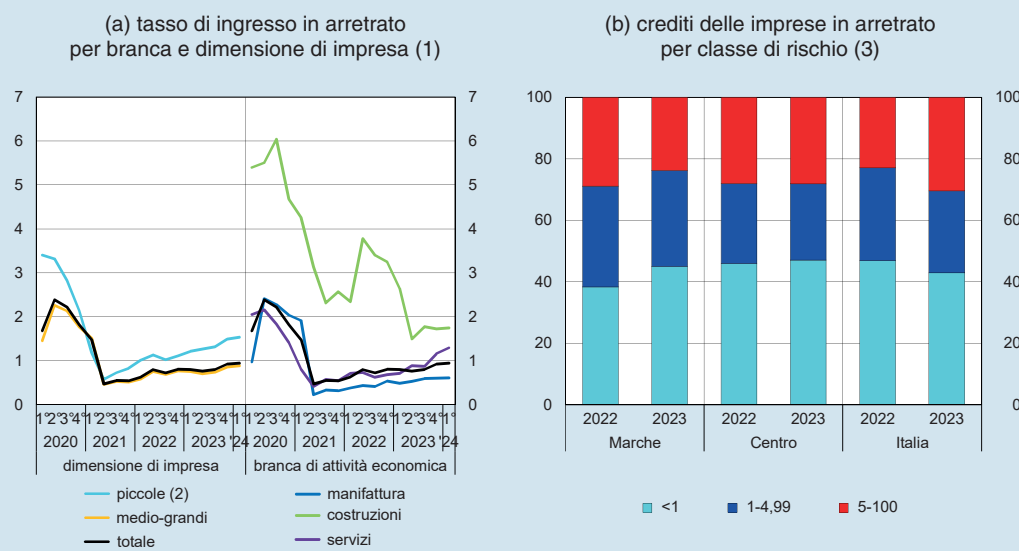 (a) tasso di ingresso in arretrato
per branca e dimensione di impresa (1)
7
6
5
4
3
2
1
0
7
6
5
4
3
2
1
0
1°2°3°4° 1°2°3°4° 1°2°3°4° 1°2°3°4° 1° 1°2°3°4° 1°2°3°4° 1°2°3°4° 1°2°3°4° 1°
2020 2021 2022 2023 '24 2020 2021 2022 2023 '24
dimensione di impresa branca di attività economica
piccole (2) manifattura
medio-grandi costruzioni
totale servizi
(b) crediti delle imprese in arretrato
per classe di rischio (3)
100
80
60
40
20
0
100
80
60
40
20
0
2022 2023 2022 2023 2022 2023
Marche Centro Italia
<1 1-4,99 5-100